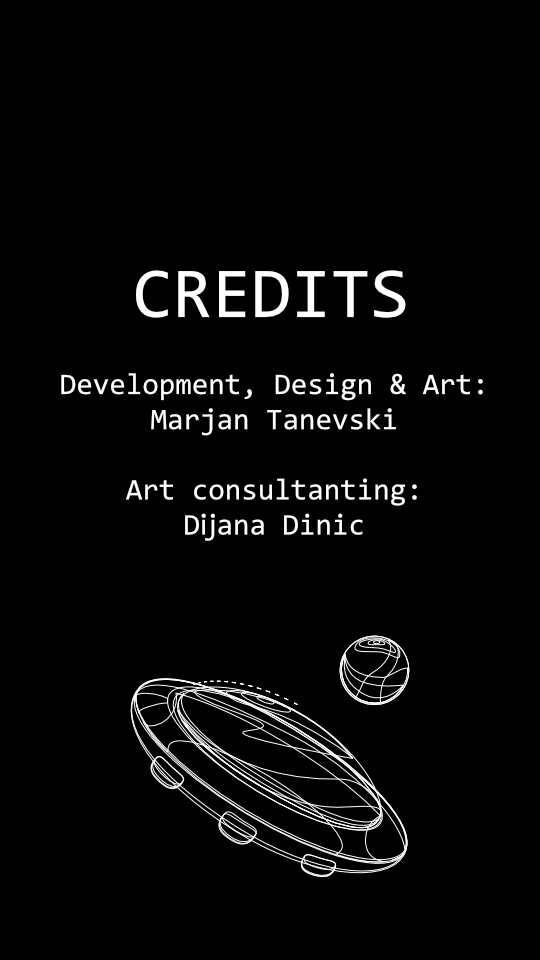 CREDITS
Development, Design & Art:
Marjan Tanevski
Art consultanting:
Dijana Dinic